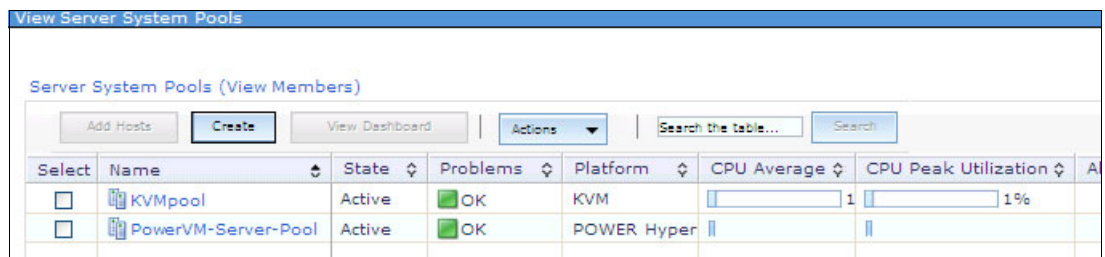 View Server System Pools
Server System Pools (View Members)
Add Hosts Create View Dashboard Actions Search the table... Search
Select Name State Problems Platform CPU Average CPU Peak Utilization Al
KVMpool Active OK KVM 1 1%
PowerVM-Server-Pool Active OK POWER Hyper